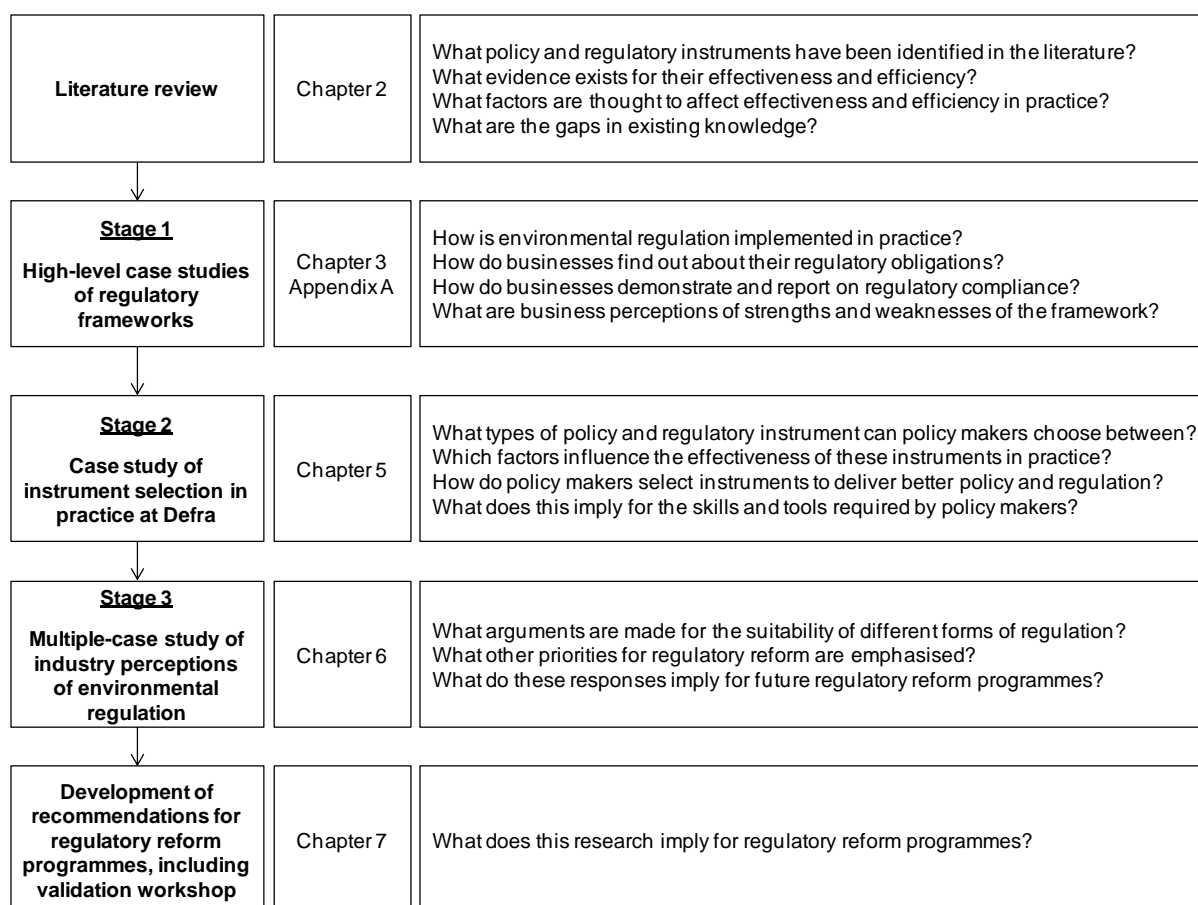 Literature review
Chapter 2
What policy and regulatory instruments have been identified in the literature?
What evidence exists for their effectiveness and efficiency?
What factors are thought to affect effectiveness and efficiency in practice?
What are the gaps in existing knowledge?
Stage 1
High-level case studies
of regulatory
frameworks
Chapter 3
Appendix A
How is environmental regulation implemented in practice?
How do businesses find out about their regulatory obligations?
How do businesses demonstrate and report on regulatory compliance?
What are business perceptions of strengths and weaknesses of the framework?
Stage 2
Case study of
instrument selection in
practice at Defra
Chapter 5
What types of policy and regulatory instrument can policy makers choose between?
Which factors influence the effectiveness of these instruments in practice?
How do policy makers select instruments to deliver better policy and regulation?
What does this imply for the skills and tools required by policy makers?
Stage 3
Multiple-case study of
industry perceptions
of environmental
regulation
Chapter 6
What arguments are made for the suitability of different forms of regulation?
What other priorities for regulatory reform are emphasised?
What do these responses imply for future regulatory reform programmes?
Development of
recommendations for
regulatory reform
programmes, including
validation workshop
Chapter 7
What does this research imply for regulatory reform programmes?